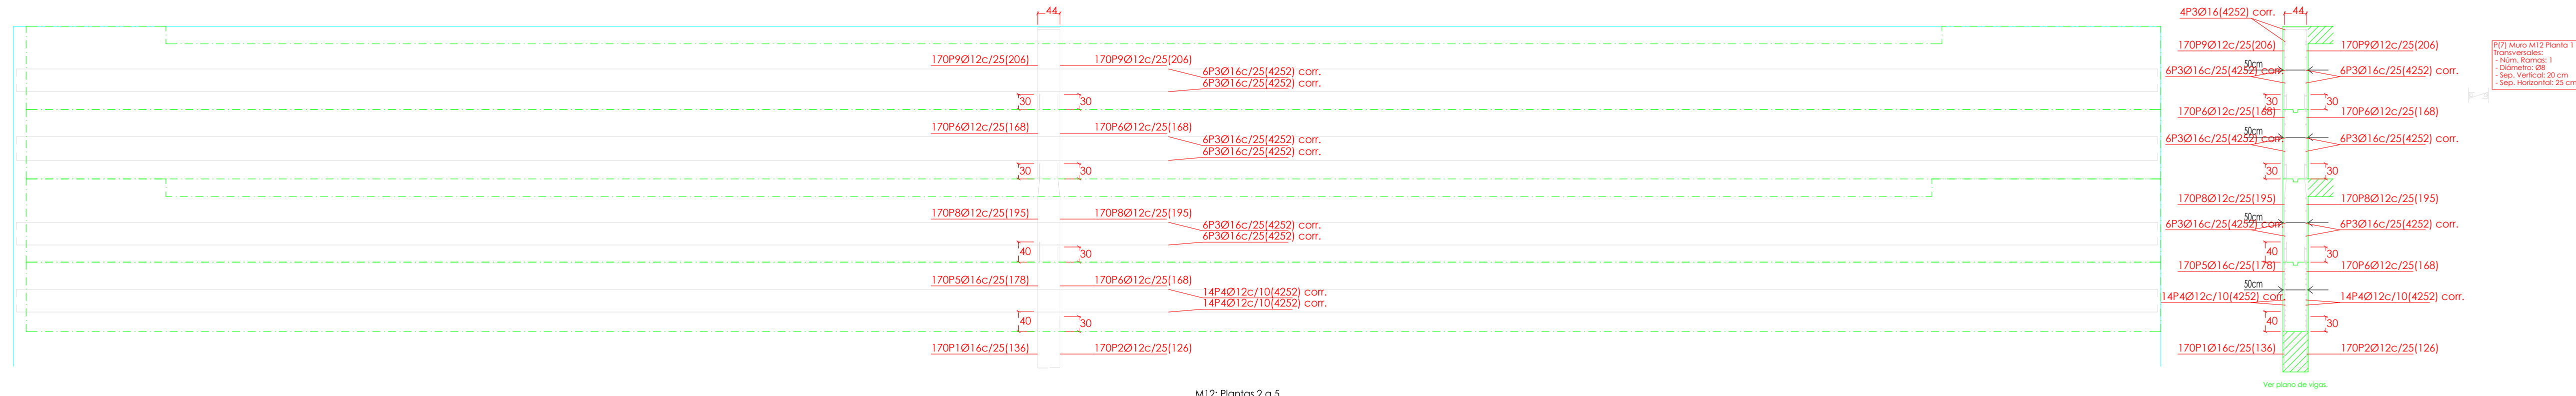 44
170P9Ø12c/25(206)
170P9Ø12c/25(206)
6P3Ø16c/25(4252) corr.
6P3Ø16c/25(4252) corr.
30
30
170P6Ø12c/25(168)
170P6Ø12c/25(168)
6P3Ø16c/25(4252) corr.
6P3Ø16c/25(4252) corr.
30
30
170P8Ø12c/25(195)
170P8Ø12c/25(195)
6P3Ø16c/25(4252) corr.
6P3Ø16c/25(4252) corr.
40
30
170P5Ø16c/25(178)
170P6Ø12c/25(168)
14P4Ø12c/10(4252) corr.
14P4Ø12c/10(4252) corr.
40
30
170P1Ø16c/25(136)
170P2Ø12c/25(126)
M12: Plantas 2 a 5
4P3Ø16(4252) corr.
44
170P9Ø12c/25(206)
170P9Ø12c/25(206)
50cm
6P3Ø16c/25(4252) corr.
6P3Ø16c/25(4252) corr.
30
30
170P6Ø12c/25(168)
170P6Ø12c/25(168)
50cm
6P3Ø16c/25(4252) corr.
6P3Ø16c/25(4252) corr.
30
30
170P8Ø12c/25(195)
170P8Ø12c/25(195)
50cm
6P3Ø16c/25(4252) corr.
6P3Ø16c/25(4252) corr.
40
30
170P5Ø16c/25(178)
170P6Ø12c/25(168)
50cm
14P4Ø12c/10(4252) corr.
14P4Ø12c/10(4252) corr.
40
30
170P1Ø16c/25(136)
170P2Ø12c/25(126)
Ver plano de vigas.
P(7) Muro M12 Planta 1
Transversales:
- Núm. Ramas: 1
- Diámetro: Ø8
- Sep. Vertical: 20 cm
- Sep. Horizontal: 25 cm